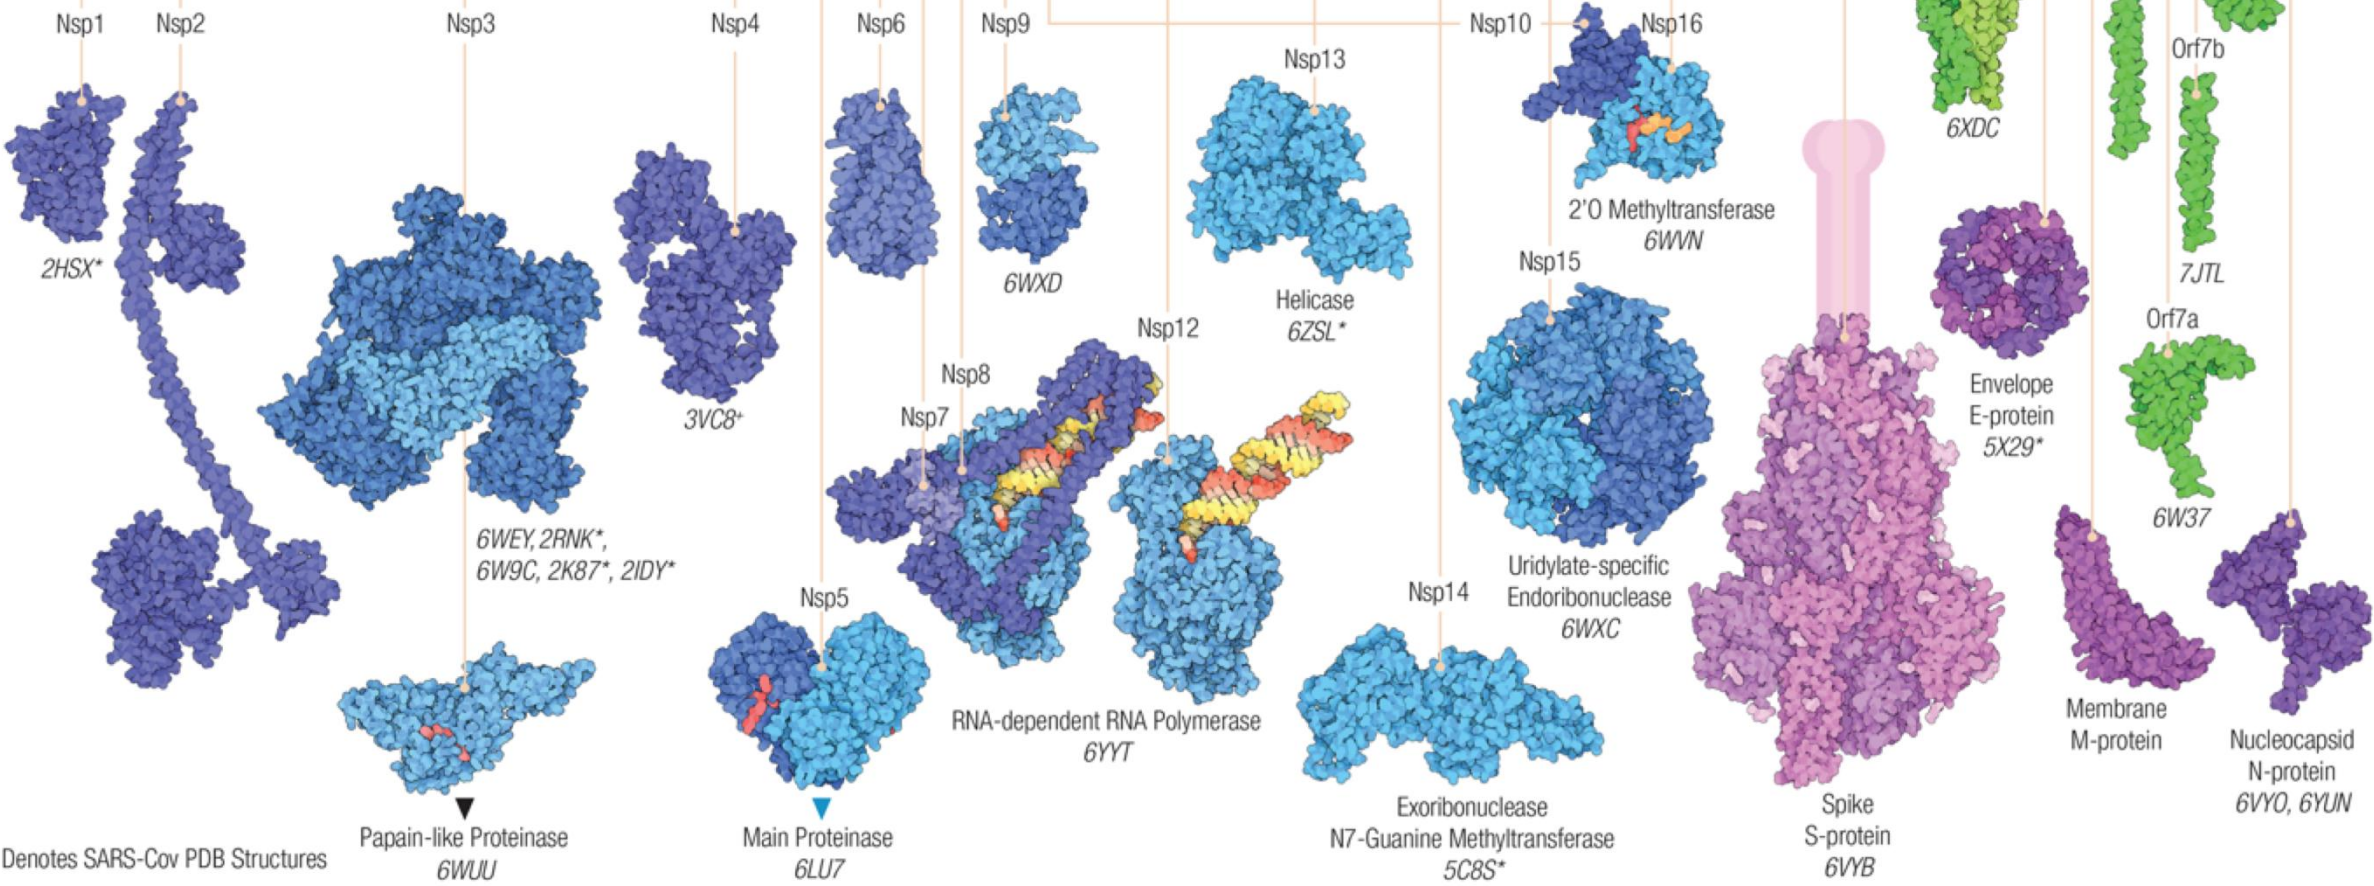 Nsp1
Nsp2
Nsp3
Nsp4
Nsp6
Nsp9
Nsp10
Nsp16
Nsp13
Orf7b
6XDC
2'O Methyltransferase
6WVN
2HSX*
6WXD
Nsp15
7JTL
Helicase
6ZSL*
Orf7a
Nsp12
Nsp8
Envelope
E-protein
5X29*
3VC8+
Nsp7
6W37
6WEY, 2RNK*,
6W9C, 2K87*, 2IDY*
Uridylate-specific
Endoribonuclease
6WXC
Nsp5
Nsp14
RNA-dependent RNA Polymerase
6YYT
Membrane
M-protein
Nucleocapsid
N-protein
6VYO, 6YUN
Denotes SARS-Cov PDB Structures
Papain-like Proteinase
6WUU
Main Proteinase
6LU7
Exoribonuclease
N7-Guanine Methyltransferase
5C8S*
Spike
S-protein
6VYB